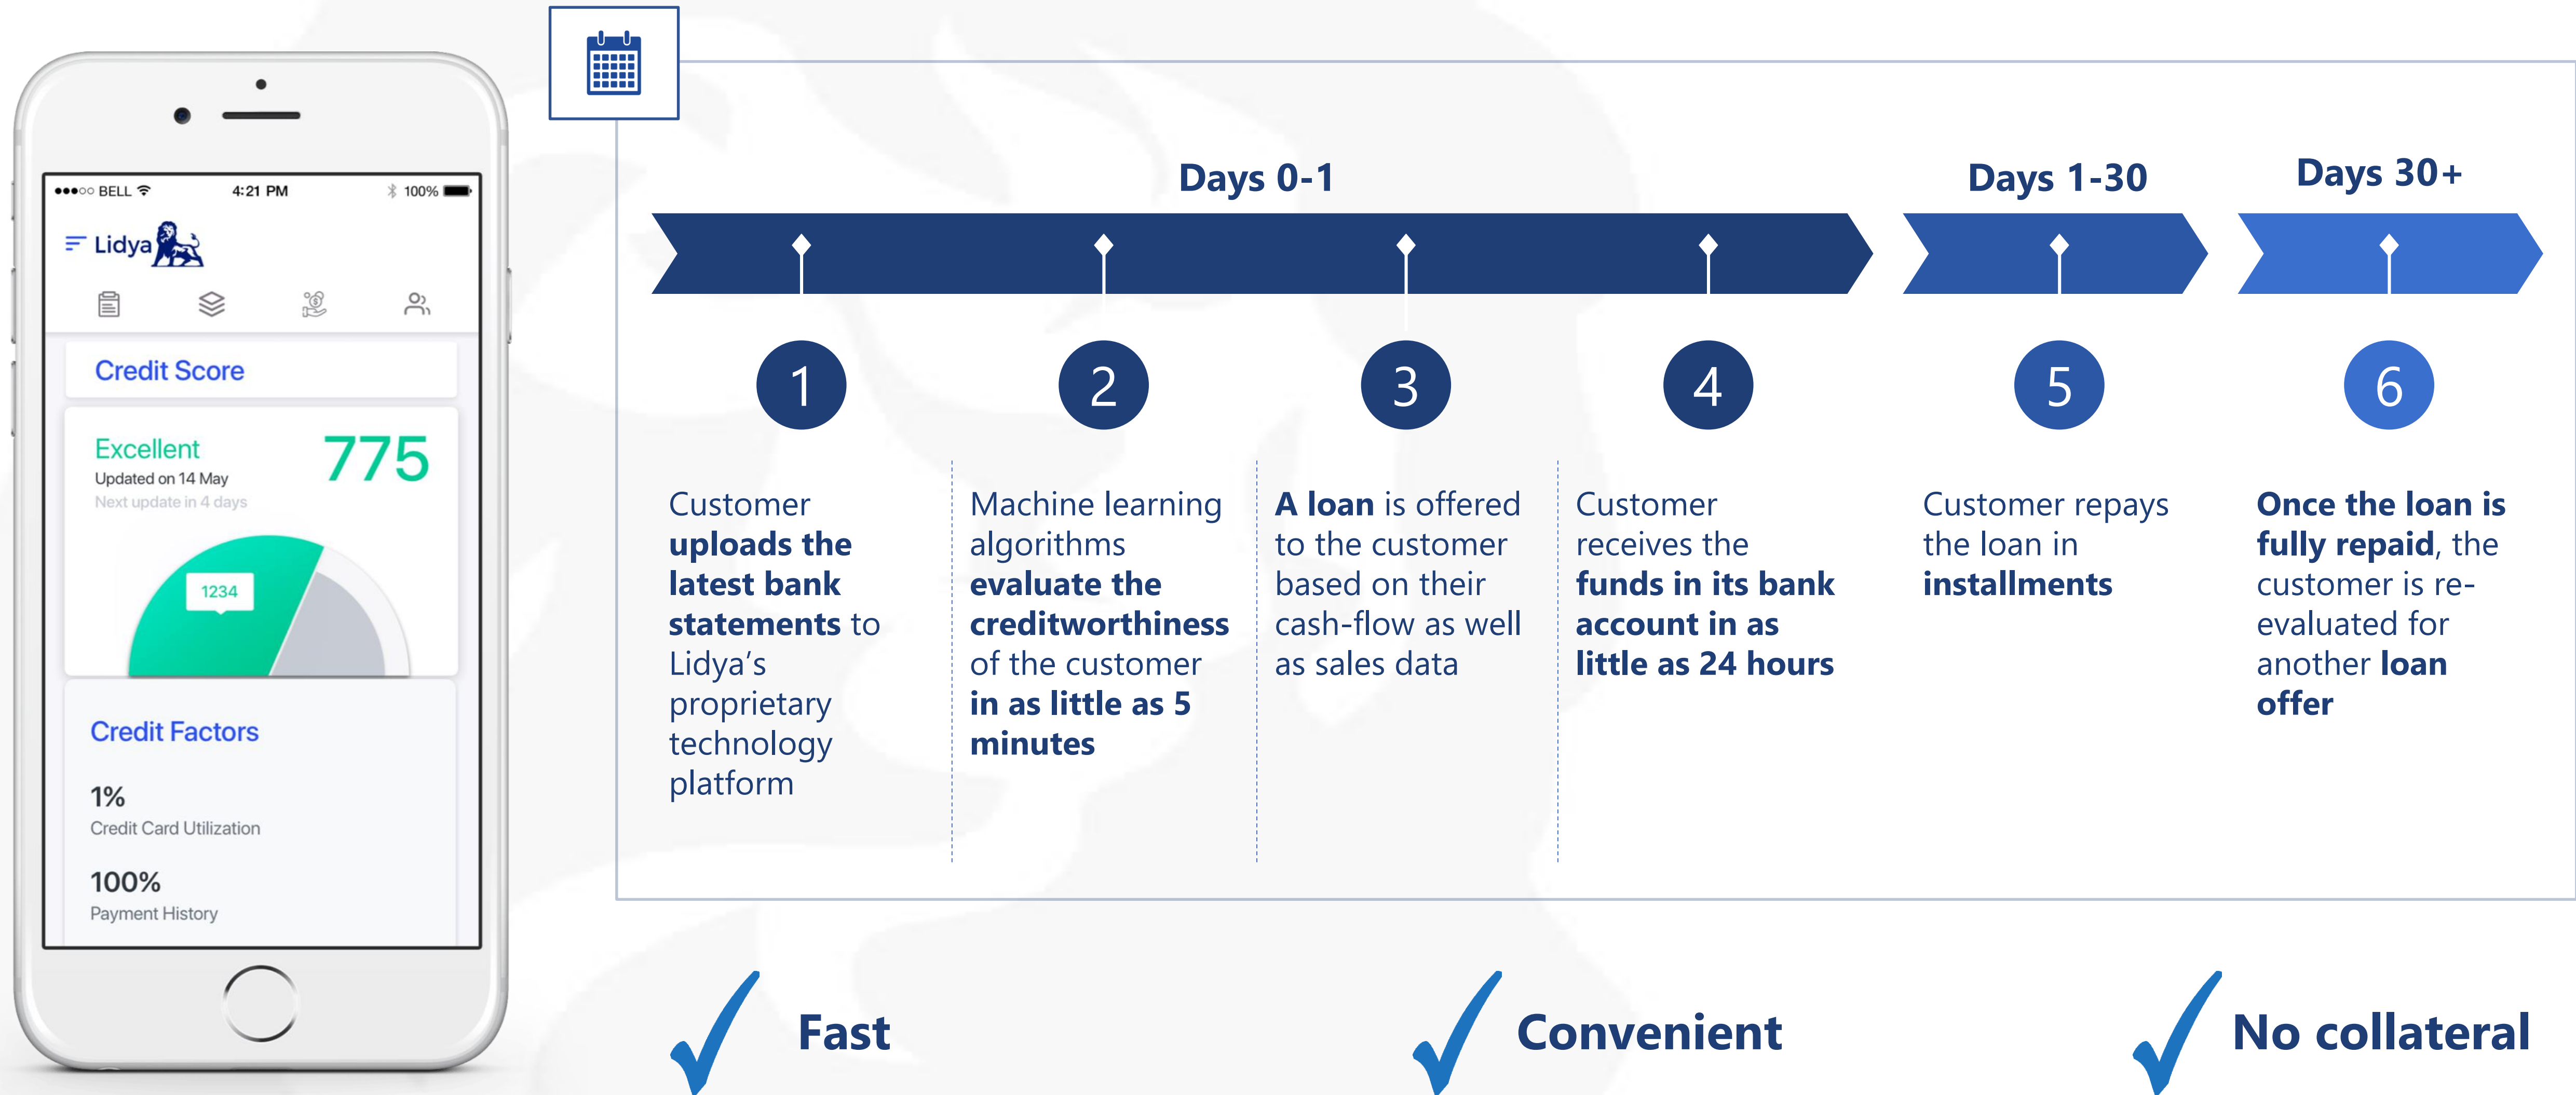 ●●●○○ BELL 4:21 PM 100%
Lidya
Credit Score
Excellent
775
Updated on 14 May
Next update in 4 days
1234
Credit Factors
1%
Credit Card Utilization
100%
Payment History
Days 0-1
Days 1-30
Days 30+
1
Customer
uploads the
latest bank
statements to
Lidya’s
proprietary
technology
platform
2
Machine learning
algorithms
evaluate the
creditworthiness
of the customer
in as little as 5
minutes
3
A loan is offered
to the customer
based on their
cash-flow as well
as sales data
4
Customer
receives the
funds in its bank
account in as
little as 24 hours
5
Customer repays
the loan in
installments
6
Once the loan is
fully repaid, the
customer is re-
evaluated for
another loan
offer
Fast
Convenient
No collateral